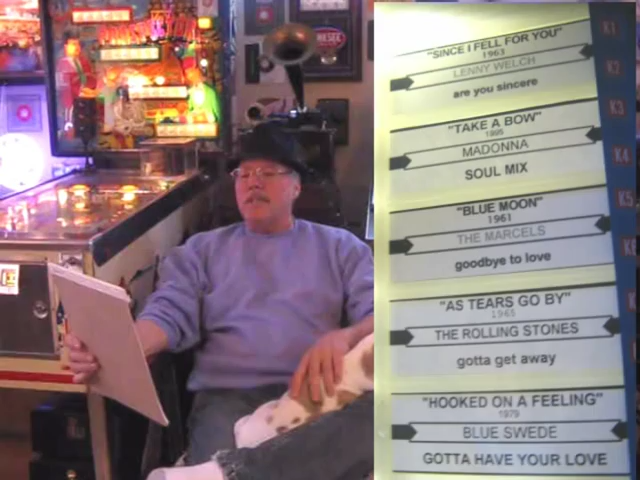 "SINCE I FELL FOR YOU"
1963
LENNY WELCH
are you sincere
"TAKE A BOW"
1995
MADONNA
SOUL MIX
"BLUE MOON"
1961
THE MARCELS
goodbye to love
"AS TEARS GO BY"
1965
THE ROLLING STONES
gotta get away
"HOOKED ON A FEELING"
1979
BLUE SWEDE
GOTTA HAVE YOUR LOVE
K1
K2
K3
K4
K5